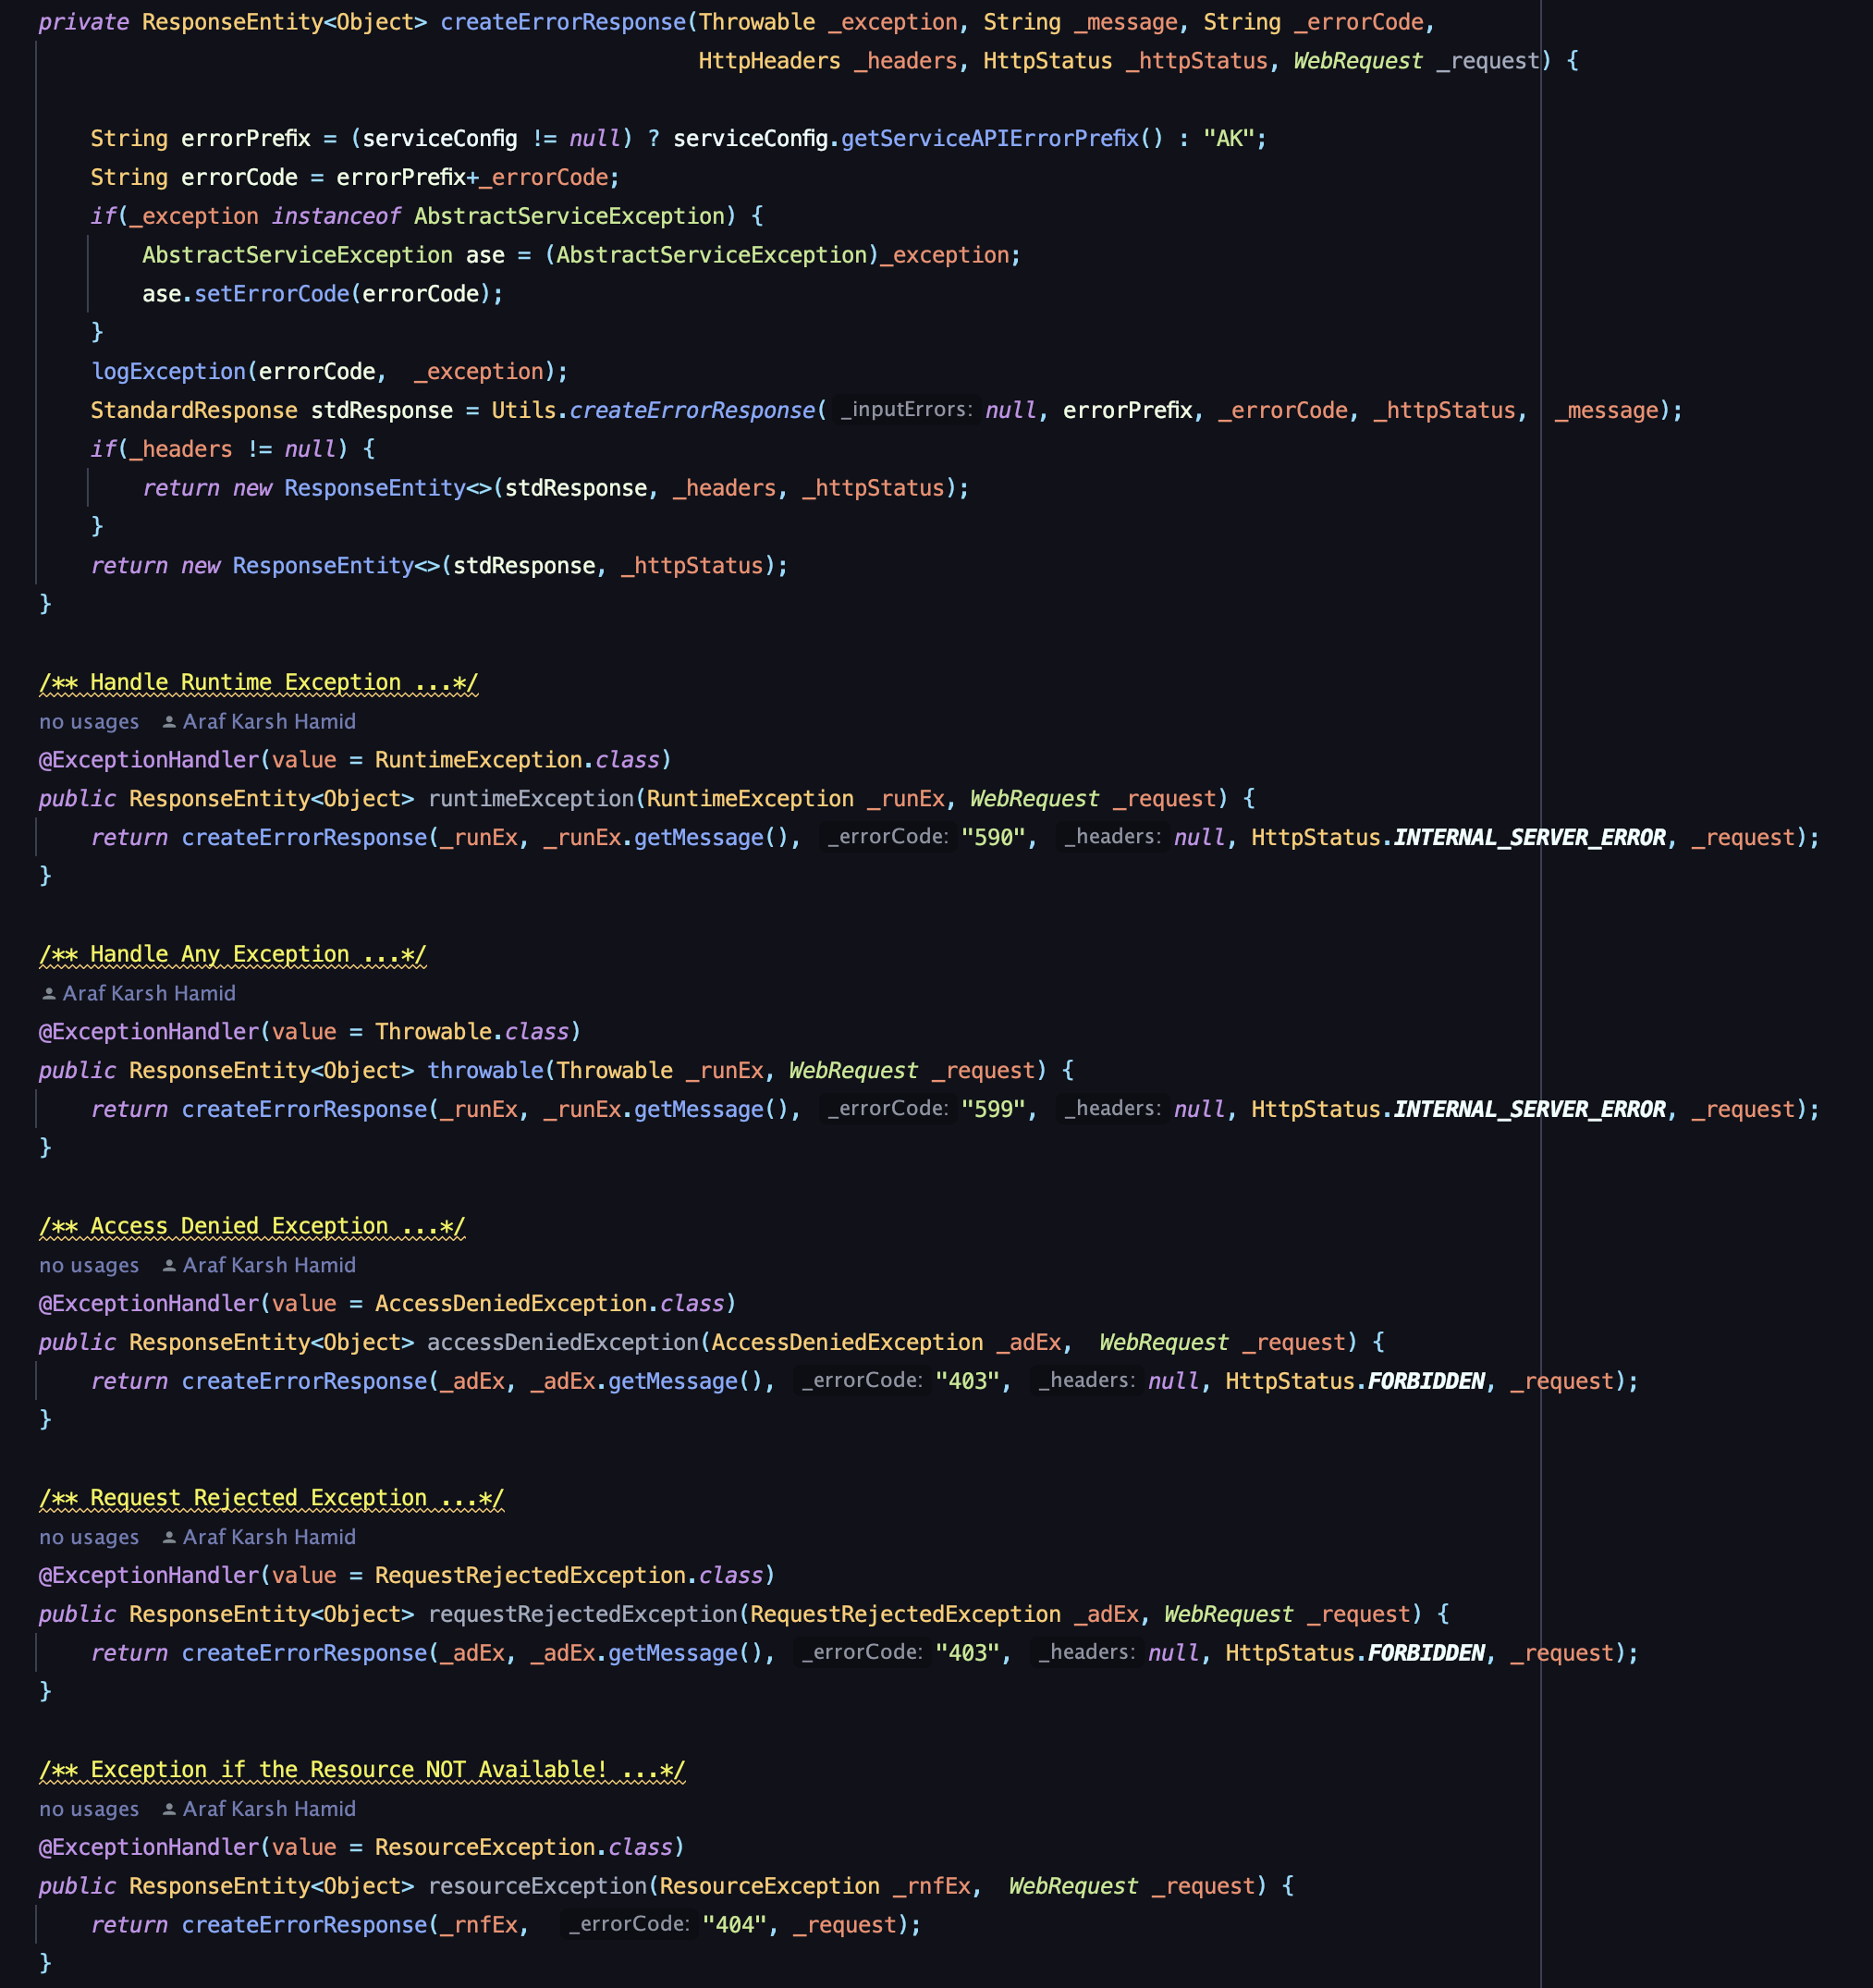 private ResponseEntity<Object> createErrorResponse(Throwable _exception, String _message, String _errorCode,
HttpHeaders _headers, HttpStatus _httpStatus, WebRequest _request) {
String errorPrefix = (serviceConfig != null) ? serviceConfig.getServiceAPIErrorPrefix() : "AK";
String errorCode = errorPrefix+_errorCode;
if(_exception instanceof AbstractServiceException) {
AbstractServiceException ase = (AbstractServiceException)_exception;
ase.setErrorCode(errorCode);
}
logException(errorCode,  _exception);
StandardResponse stdResponse = Utils.createErrorResponse( _inputErrors: null, errorPrefix, _errorCode, _httpStatus,  _message);
if(_headers != null) {
return new ResponseEntity<>(stdResponse, _headers, _httpStatus);
}
return new ResponseEntity<>(stdResponse, _httpStatus);
}
/** Handle Runtime Exception ...*/
no usages Araf Karsh Hamid
@ExceptionHandler(value = RuntimeException.class)
public ResponseEntity<Object> runtimeException(RuntimeException _runEx, WebRequest _request) {
return createErrorResponse(_runEx, _runEx.getMessage(), _errorCode: "590", _headers: null, HttpStatus.INTERNAL_SERVER_ERROR, _request);
}
/** Handle Any Exception ...*/
Araf Karsh Hamid
@ExceptionHandler(value = Throwable.class)
public ResponseEntity<Object> throwable(Throwable _runEx, WebRequest _request) {
return createErrorResponse(_runEx, _runEx.getMessage(), _errorCode: "599", _headers: null, HttpStatus.INTERNAL_SERVER_ERROR, _request);
}
/** Access Denied Exception ...*/
no usages Araf Karsh Hamid
@ExceptionHandler(value = AccessDeniedException.class)
public ResponseEntity<Object> accessDeniedException(AccessDeniedException _adEx,  WebRequest _request) {
return createErrorResponse(_adEx, _adEx.getMessage(), _errorCode: "403", _headers: null, HttpStatus.FORBIDDEN, _request);
}
/** Request Rejected Exception ...*/
no usages Araf Karsh Hamid
@ExceptionHandler(value = RequestRejectedException.class)
public ResponseEntity<Object> requestRejectedException(RequestRejectedException _adEx, WebRequest _request) {
return createErrorResponse(_adEx, _adEx.getMessage(), _errorCode: "403", _headers: null, HttpStatus.FORBIDDEN, _request);
}
/** Exception if the Resource NOT Available! ...*/
no usages Araf Karsh Hamid
@ExceptionHandler(value = ResourceException.class)
public ResponseEntity<Object> resourceException(ResourceException _rnfEx,  WebRequest _request) {
return createErrorResponse(_rnfEx,  _errorCode: "404", _request);
}